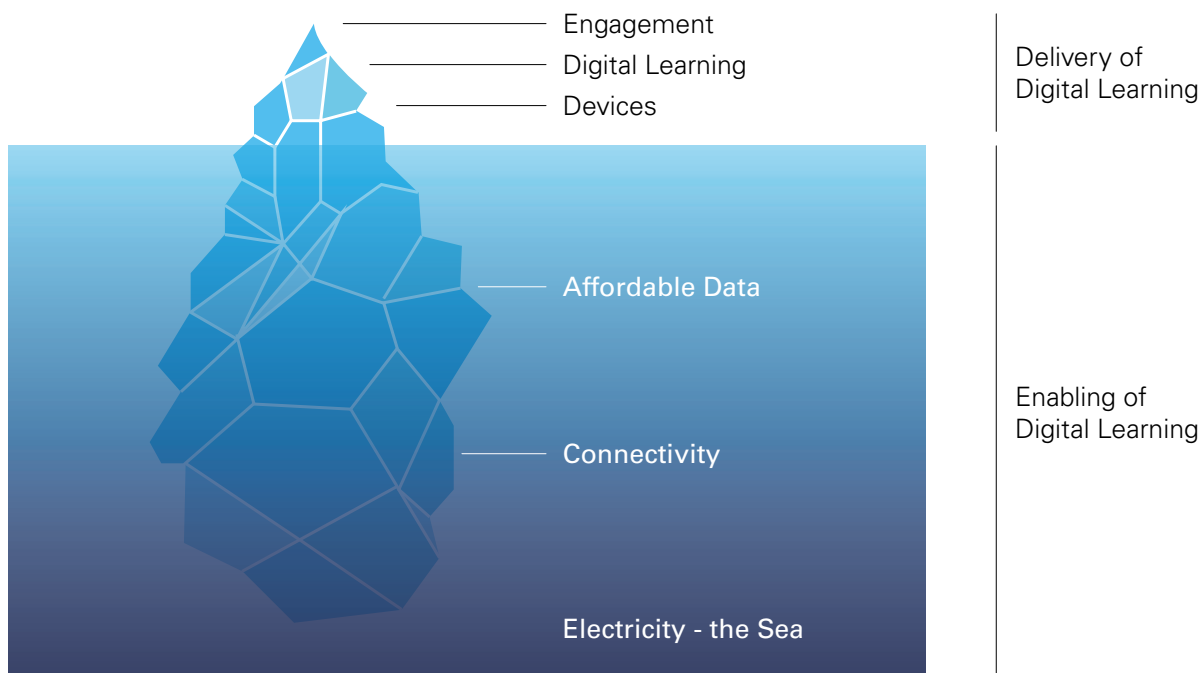 Engagement
Digital Learning
Devices
Delivery of
Digital Learning
Affordable Data
Enabling of
Digital Learning
Connectivity
Electricity - the Sea